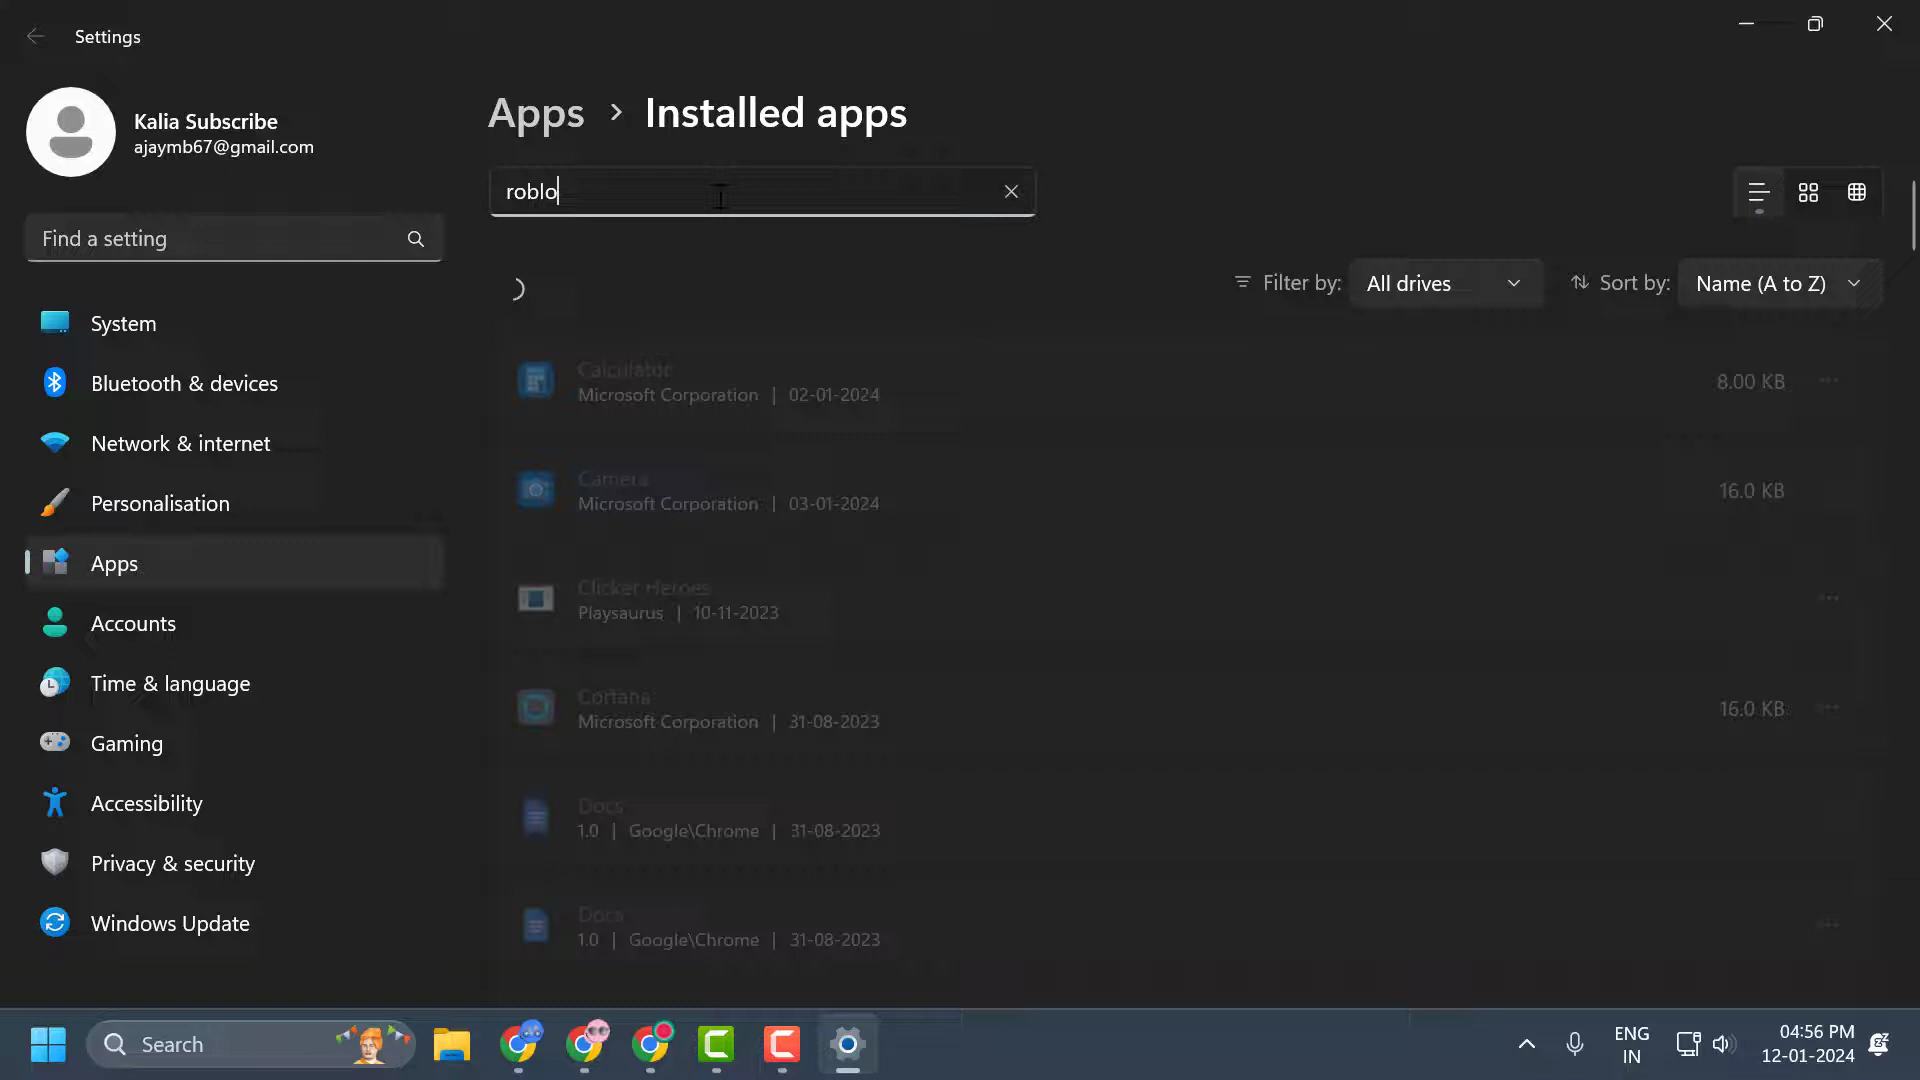 Settings
Kalia Subscribe
ajaymb67@gmail.com
Find a setting
System
Bluetooth & devices
Network & internet
Personalisation
Apps
Accounts
Time & language
Gaming
Accessibility
Privacy & security
Windows Update
Apps > Installed apps
roblo
Filter by: All drives
Sort by: Name (A to Z)
Calculator
Microsoft Corporation | 02-01-2024
8.00 KB
Camera
Microsoft Corporation | 03-01-2024
16.0 KB
Clicker Heroes
Playsaurus | 10-11-2023
Cortana
Microsoft Corporation | 31-08-2023
16.0 KB
Docs
1.0 | Google\Chrome | 31-08-2023
Docs
1.0 | Google\Chrome | 31-08-2023
Search
ENG
IN
04:56 PM
12-01-2024